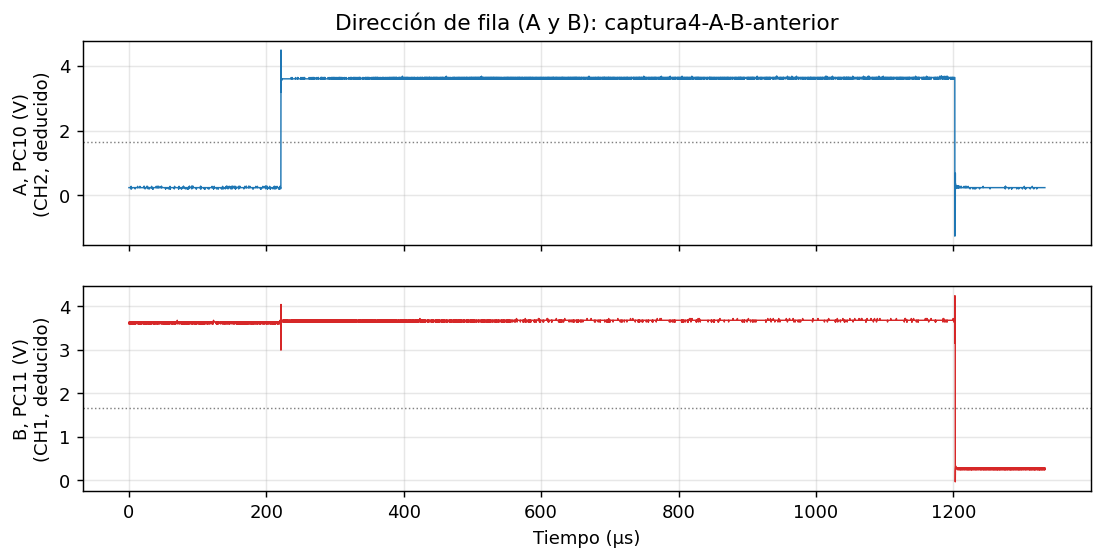 Dirección de fila (A y B): captura4-A-B-anterior
A, PC10 (V)
(CH2, deducido)
4
2
0
B, PC11 (V)
(CH1, deducido)
4
3
2
1
0
0 200 400 600 800 1000 1200
Tiempo (µs)